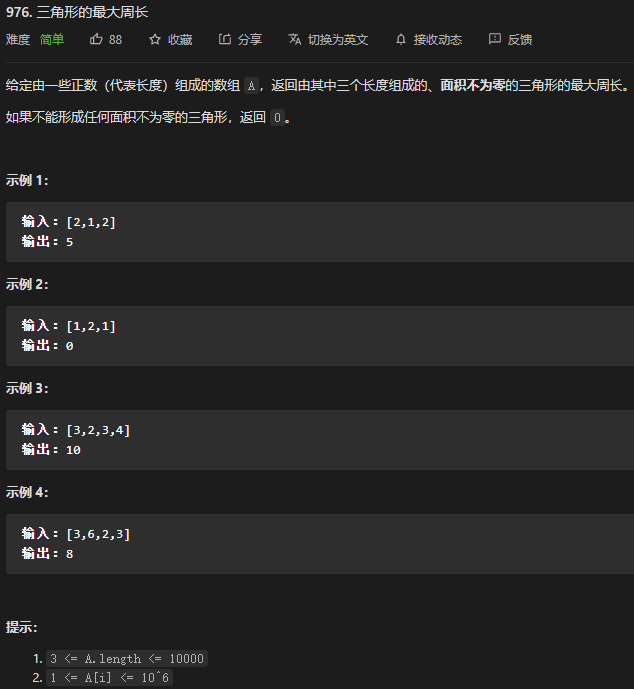 976. 三角形的最大周长
难度 简单 88 收藏 分享 切换为英文 接收动态 反馈
给定由一些正数（代表长度）组成的数组 A，返回由其中三个长度组成的、面积不为零的三角形的最大周长。
如果不能形成任何面积不为零的三角形，返回 0。
示例 1：
输入：[2,1,2]
输出：5
示例 2：
输入：[1,2,1]
输出：0
示例 3：
输入：[3,2,3,4]
输出：10
示例 4：
输入：[3,6,2,3]
输出：8
提示：
1. 3 <= A.length <= 10000
2. 1 <= A[i] <= 10^6